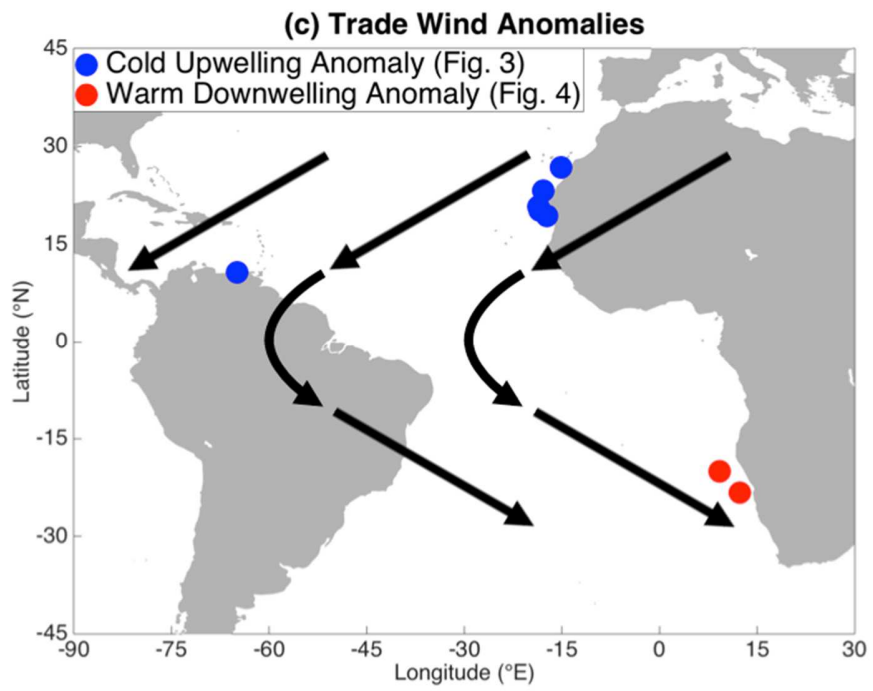 (c) Trade Wind Anomalies
45
Cold Upwelling Anomaly (Fig. 3)
Warm Downwelling Anomaly (Fig. 4)
30
15
0
-15
-30
-45
Latitude (°N)
-90 -75 -60 -45 -30 -15 0 15 30
Longitude (°E)